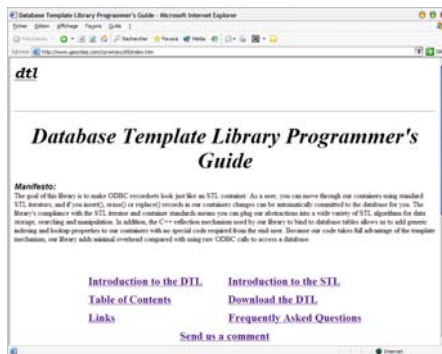 Database Template Library Programmer's Guide - Microsoft Internet Explorer
Fichier Edition Affichage Favoris Outils ?
Rechercher Favoris Média
dtl
Database Template Library Programmer's
Guide
Manifesto:
The goal of this library is to make ODBC recordsets look just like an STL container. As a user, you can move through our containers using standard
STL iterators, and if you insert(), erase() or replace() records in our containers changes can be automatically committed to the database for you. The
library's compliance with the STL iterator and container standards means you can plug our abstractions into a wide variety of STL algorithms for data
storage, searching and manipulation. In addition, the C++ reflection mechanism used by our library to bind to database tables allows us to add generic
indexing and lookup properties to our containers with no special code required from the end-user. Because our code takes full advantage of the template
mechanism, our library adds minimal overhead compared with using raw ODBC calls to access a database.
Introduction to the DTL Introduction to the STL
Table of Contents Download the DTL
Links Frequently Asked Questions
Send us a comment
Internet